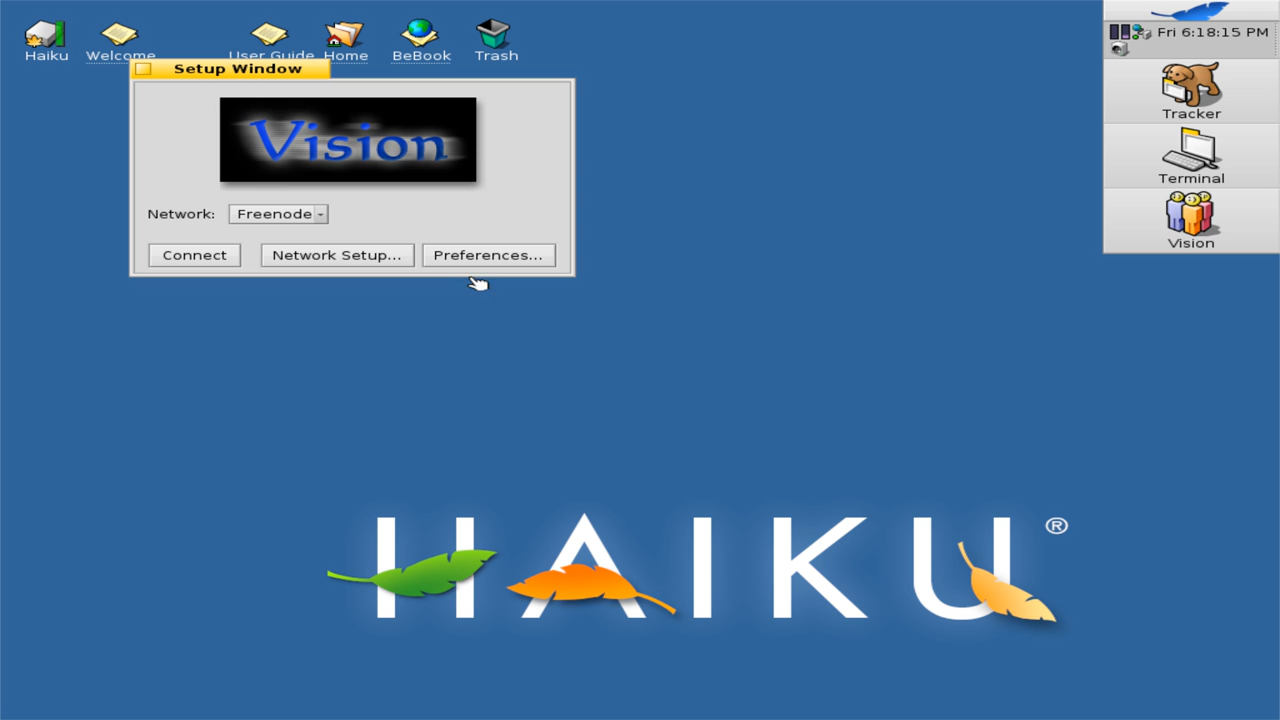 Haiku
Welcome
User Guide
Home
BeBook
Trash
Fri 6:18:15 PM
Setup Window
Vision
Network: Freenode
Connect
Network Setup...
Preferences...
Tracker
Terminal
Vision
HAIKU®